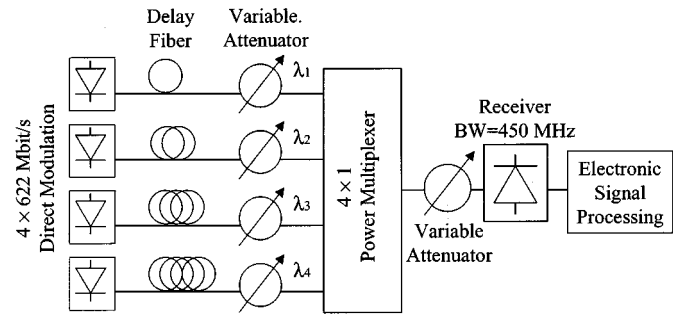 Delay
Fiber
Variable.
Attenuator
4 × 622 Mbit/s
Direct Modulation
λ1
λ2
λ3
λ4
4 × 1
Power Multiplexer
Variable
Attenuator
Receiver
BW=450 MHz
Electronic
Signal
Processing